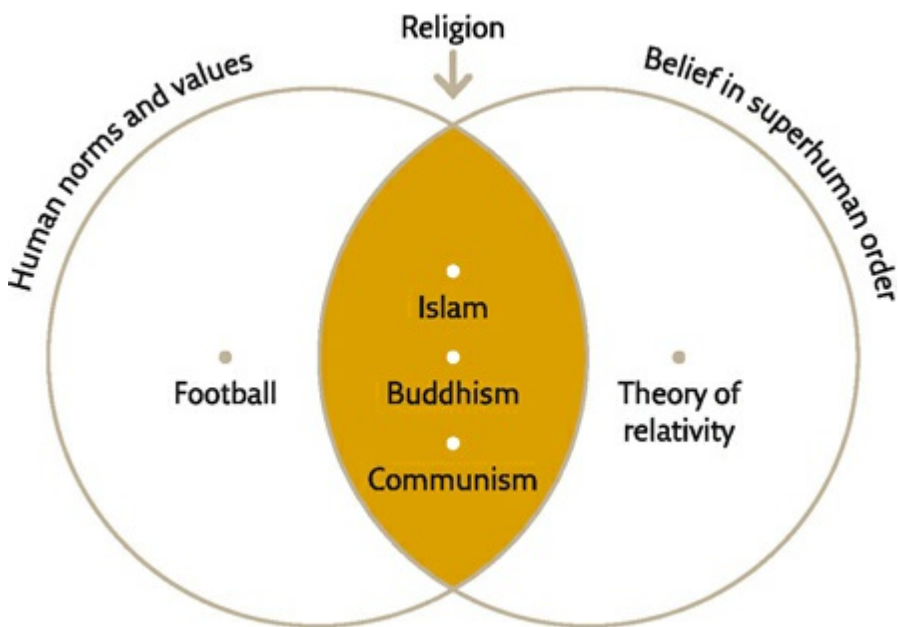 Religion
Human norms and values
Belief in superhuman order
Islam
Football
Buddhism
Theory of
relativity
Communism